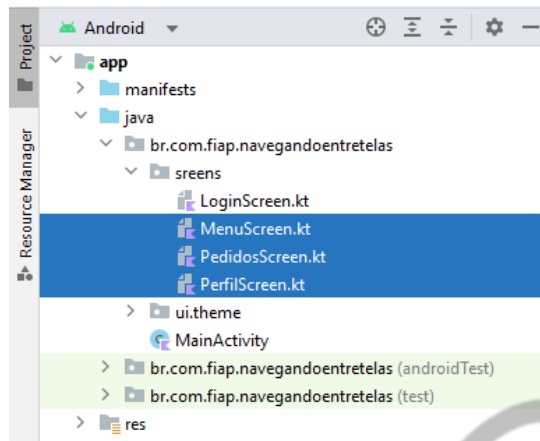 Project
Resource Manager
Android
app
manifests
java
br.com.fiap.navegandoentretelas
sreens
LoginScreen.kt
MenuScreen.kt
PedidosScreen.kt
PerfilScreen.kt
ui.theme
MainActivity
br.com.fiap.navegandoentretelas (androidTest)
br.com.fiap.navegandoentretelas (test)
res